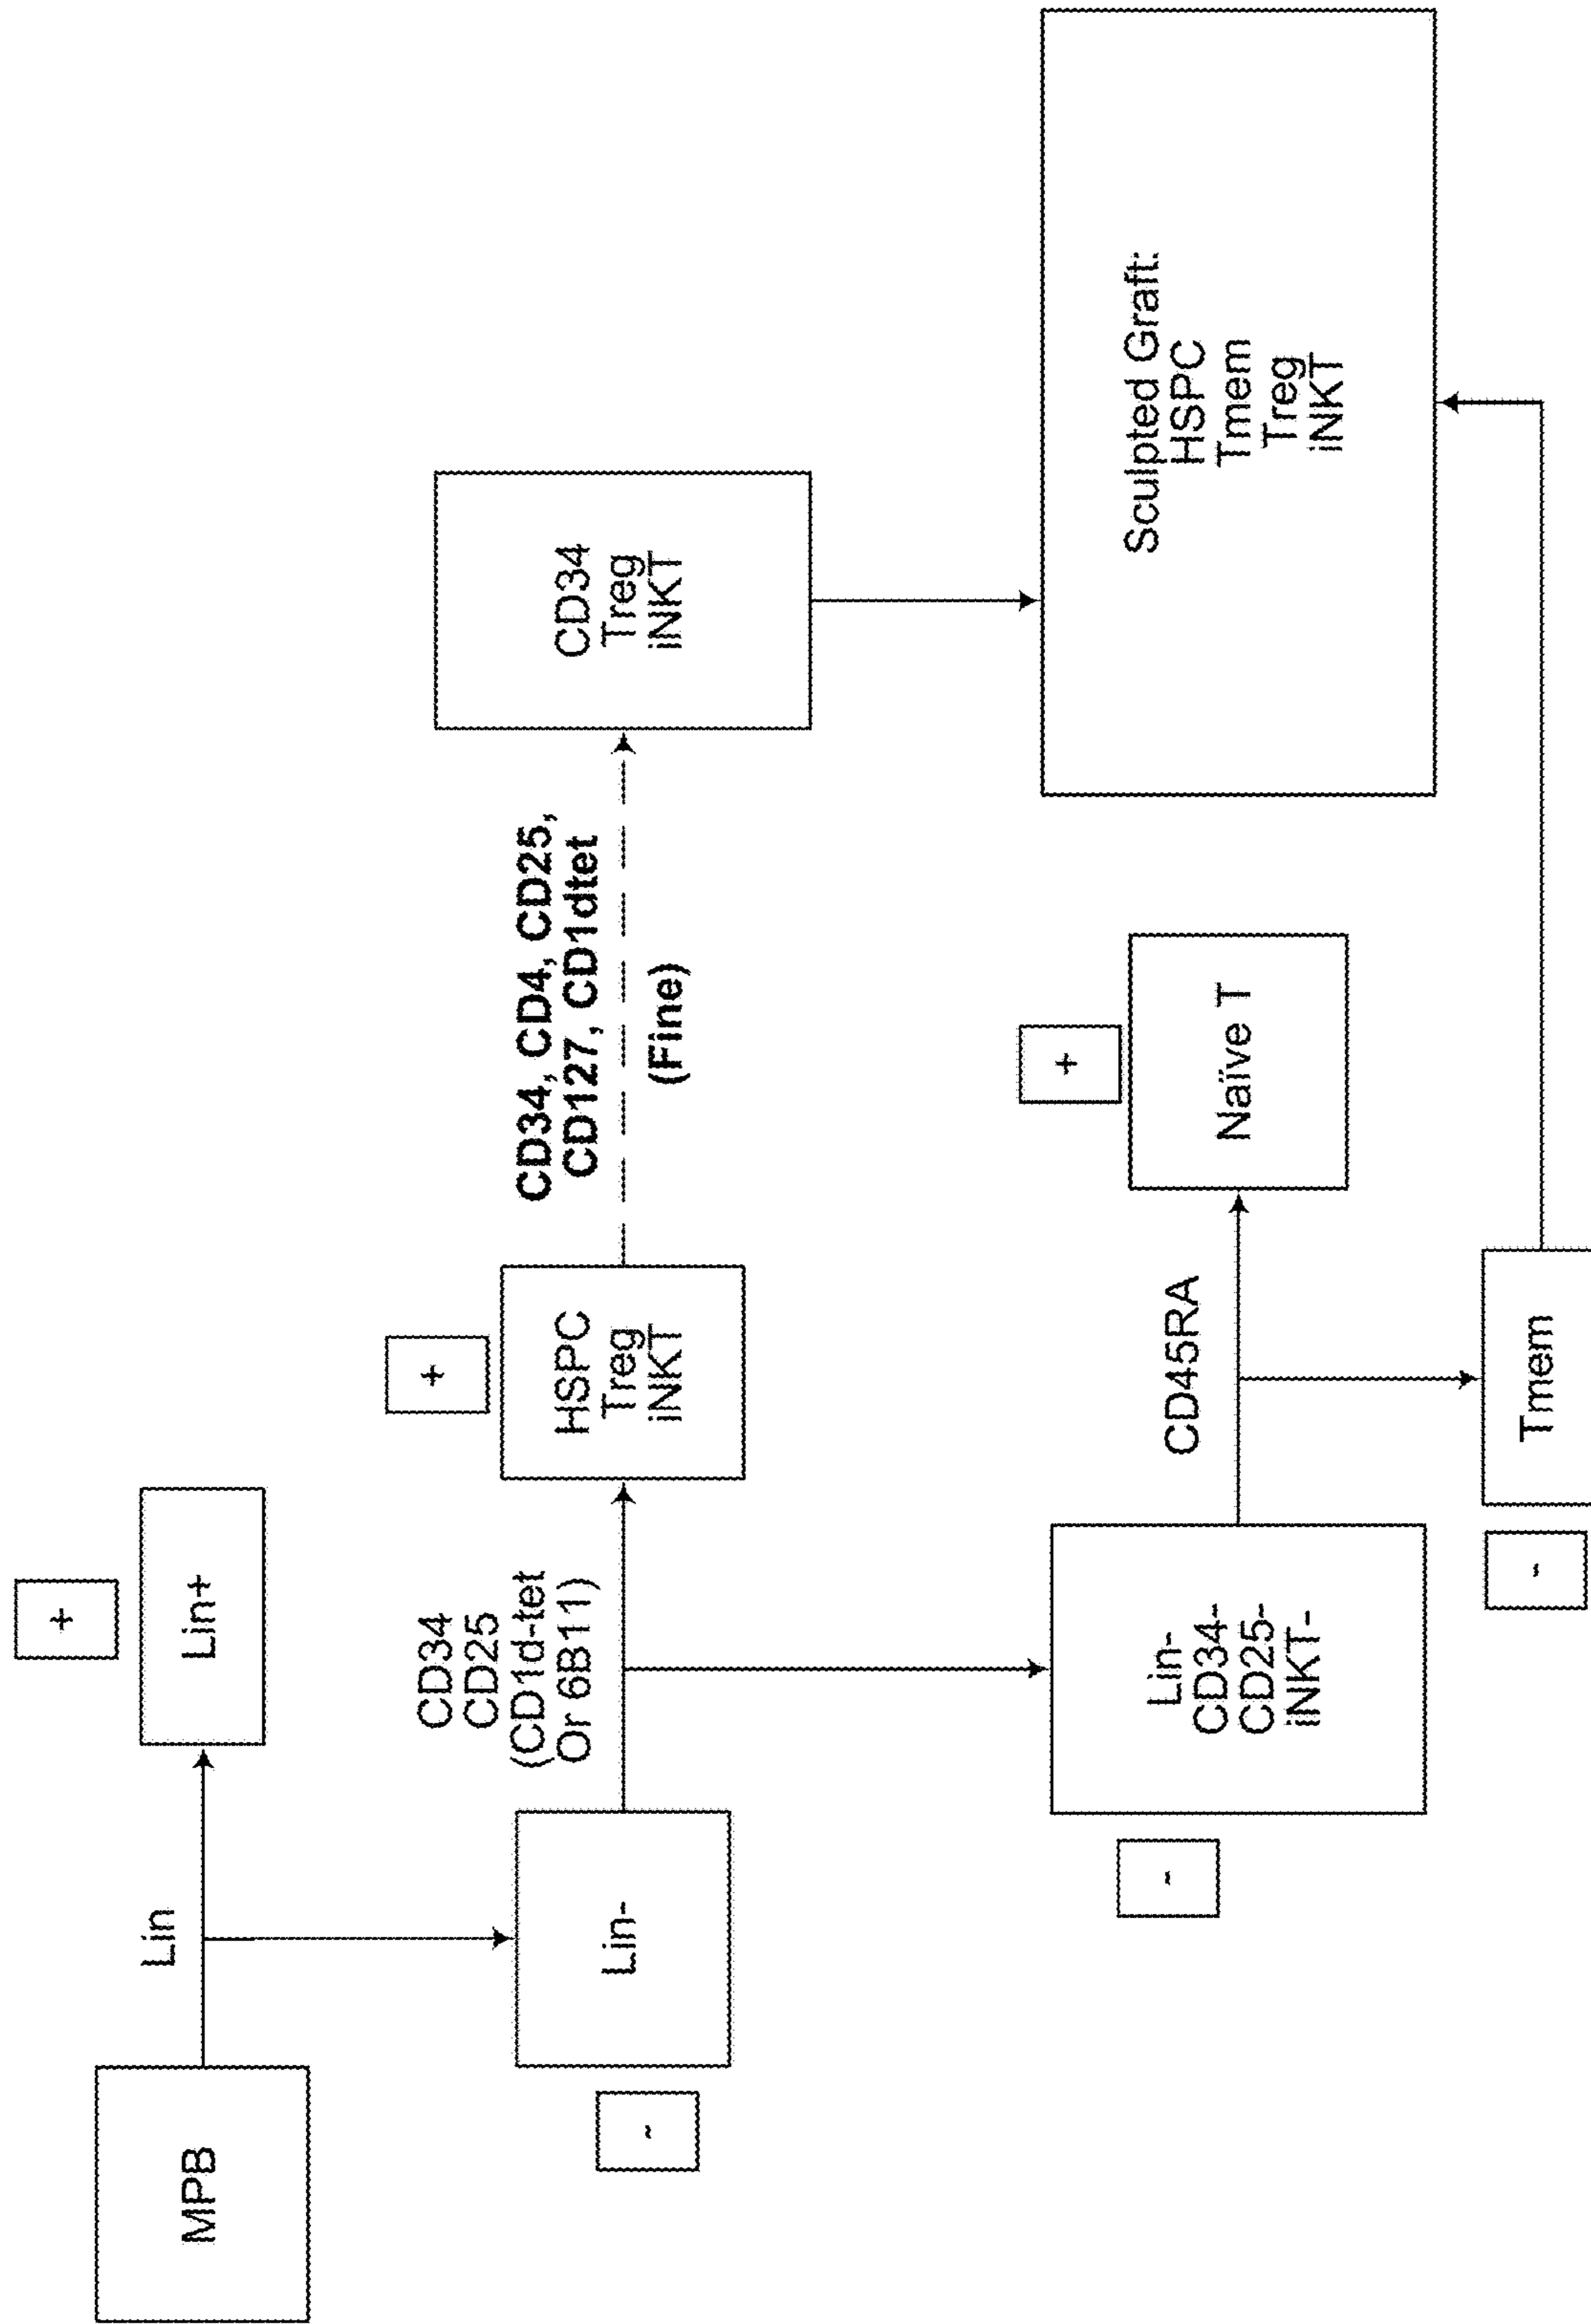 MPB
Lin
+
Lin+
-
Lin-
CD34
CD25
(CD1d-tet
Or 6B11)
+
HSPC
Treg
iNKT
CD34, CD4, CD25,
CD127, CD1dtet
(Fine)
CD34
Treg
iNKT
-
Lin-
CD34-
CD25-
iNKT-
CD45RA
+
Naïve T
-
Tmem
Sculpted Graft:
HSPC
Tmem
Treg
iNKT